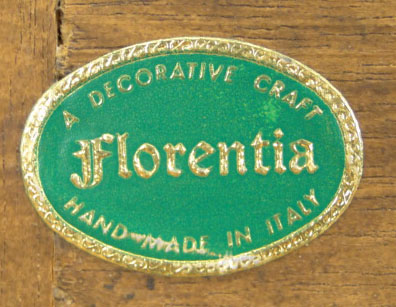 A DECORATIVE CRAFT
Florentia
HAND-MADE IN ITALY